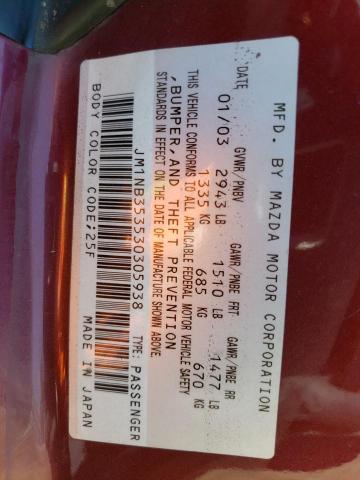 MFD. BY MAZDA MOTOR CORPORATION
DATE GVWR/PNBV GAWR/PNBE FRT GAWR/PNBE RR
01/03 2943 LB 1510 LB 1477 LB
1335 KG 685 KG 670 KG
THIS VEHICLE CONFORMS TO ALL APPLICABLE FEDERAL MOTOR VEHICLE SAFETY
, BUMPER, AND THEFT PREVENTION
STANDARDS IN EFFECT ON THE DATE OF MANUFACTURE SHOWN ABOVE.
JM1NB353530305938 TYPE: PASSENGER
BODY COLOR CODE;25F MADE IN JAPAN